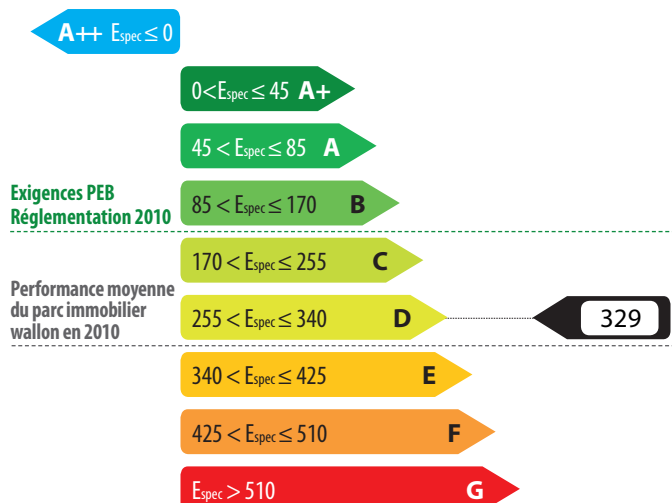 A++ Espec ≤ 0
0<Espec ≤ 45 A+
45 < Espec ≤ 85 A
Exigences PEB
Réglementation 2010
85 < Espec ≤ 170 B
170 < Espec ≤ 255 C
Performance moyenne
du parc immobilier
wallon en 2010
255 < Espec ≤ 340 D
329
340 < Espec ≤ 425 E
425 < Espec ≤ 510 F
Espec > 510 G